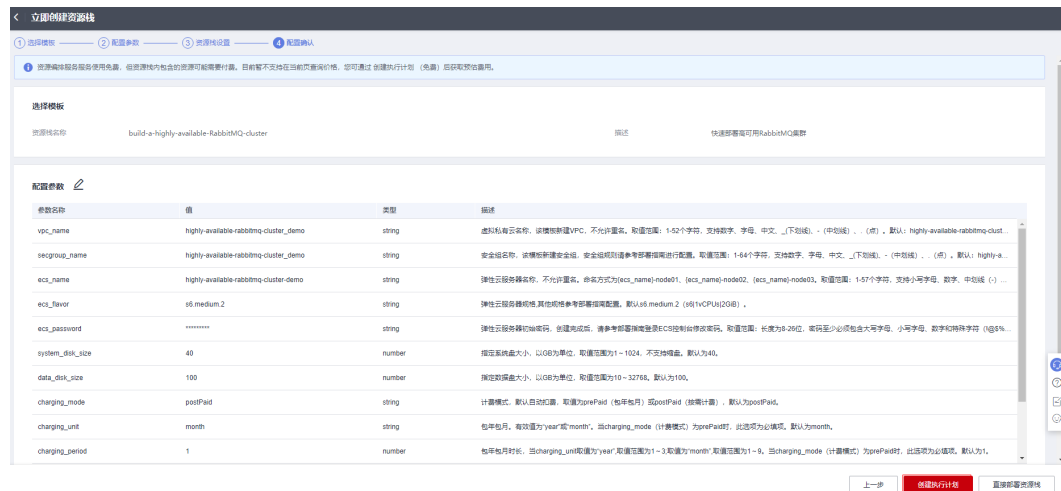 立即创建资源栈
1 选择模板 2 配置参数 3 资源栈设置 4 配置确认
资源编排服务服务使用免费，但资源栈内包含的资源可能需要付费。目前暂不支持在当前页查询价格，您可通过 创建执行计划 （免费）后获取预估费用。
选择模板
资源栈名称 build-a-highly-available-RabbitMQ-cluster 描述 快速部署高可用RabbitMQ集群
配置参数
参数名称 值 类型 描述
vpc_name highly-available-rabbitmq-cluster_demo string 虚拟私有云名称，该模板新建VPC，不允许重名。取值范围：1-52个字符，支持数字、字母、中文、_(下划线)、-（中划线）、.（点）。默认：highly-available-rabbitmq-clust...
secgroup_name highly-available-rabbitmq-cluster_demo string 安全组名称，该模板新建安全组，安全组规则请参考部署指南进行配置。取值范围：1-64个字符，支持数字、字母、中文、_(下划线)、-（中划线）、.（点）。默认：highly-a...
ecs_name highly-available-rabbitmq-cluster-demo string 弹性云服务器名称，不允许重名。命名方式为{ecs_name}-node01、{ecs_name}-node02、{ecs_name}-node03。取值范围：1-57个字符，支持小写字母、数字、中划线（-）...
ecs_flavor s6.medium.2 string 弹性云服务器规格,其他规格参考部署指南配置。默认s6.medium.2（s6|1vCPUs|2GiB）。
ecs_password ********* string 弹性云服务器初始密码，创建完成后，请参考部署指南登录ECS控制台修改密码。取值范围：长度为8-26位，密码至少必须包含大写字母、小写字母、数字和特殊字符（!@$%...
system_disk_size 40 number 指定系统盘大小，以GB为单位，取值范围为1~1024，不支持缩盘。默认为40。
data_disk_size 100 number 指定数据盘大小，以GB为单位，取值范围为10~32768。默认为100。
charging_mode postPaid string 计费模式，默认自动扣费，取值为prePaid（包年包月）或postPaid（按需计费），默认为postPaid。
charging_unit month string 包年包月。有效值为"year"或"month"。当charging_mode（计费模式）为prePaid时，此选项为必填项。默认为month。
charging_period 1 number 包年包月时长，当charging_unit取值为"year",取值范围为1~3;取值为"month",取值范围为1~9。当charging_mode（计费模式）为prePaid时，此选项为必填项。默认为1。
上一步 创建执行计划 直接部署资源栈